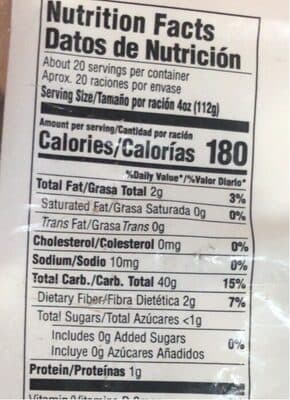 Nutrition Facts
Datos de Nutrición
About 20 servings per container
Aprox. 20 raciones por envase
Serving Size/Tamaño por ración 4oz (112g)
Amount per serving/Cantidad por ración
Calories/Calorías 180
%Daily Value*/%Valor Diario*
Total Fat/Grasa Total 2g 3%
Saturated Fat/Grasa Saturada 0g 0%
Trans Fat/Grasa Trans 0g
Cholesterol/Colesterol 0mg 0%
Sodium/Sodio 10mg 0%
Total Carb./Carb. Total 40g 15%
Dietary Fiber/Fibra Dietética 2g 7%
Total Sugars/Total Azúcares <1g
Includes 0g Added Sugars 0%
Incluye 0g Azúcares Añadidos
Protein/Proteínas 1g